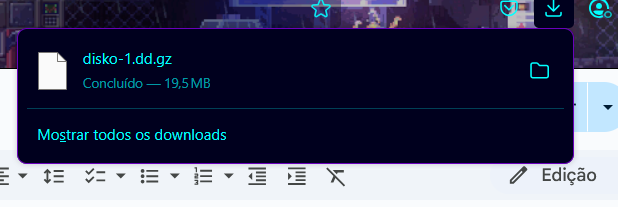 disko-1.dd.gz
Concluído — 19,5 MB
Mostrar todos os downloads
Edição